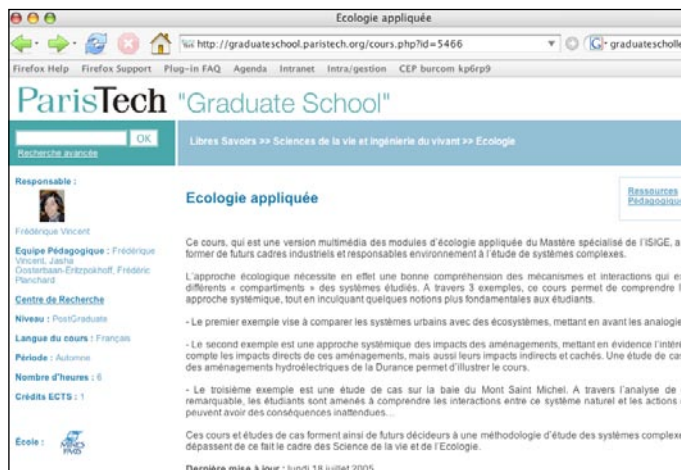 Ecologie appliquée
http://graduateschool.paristech.org/cours.php?id=5466
graduatescholle
Firefox Help Firefox Support Plug-in FAQ Agenda Intranet Intra/gestion CEP burcom kp6rp9
ParisTech "Graduate School"
OK
Recherche avancée
Libres Savoirs >> Sciences de la vie et ingénierie du vivant >> Ecologie
Responsable :
Frédérique Vincent
Equipe Pédagogique : Frédérique
Vincent, Jasha
Oosterbaan-Eritzpokhoff, Frédéric
Planchard
Centre de Recherche
Niveau : PostGraduate
Langue du cours : Français
Période : Automne
Nombre d'heures : 6
Crédits ECTS : 1
École :
MINES
PARIS
Ecologie appliquée
Ressources
Pédagogique
Ce cours, qui est une version multimédia des modules d'écologie appliquée du Mastère spécialisé de l'ISIGE, a
former de futurs cadres industriels et responsables environnement à l'étude de systèmes complexes.
L'approche écologique nécessite en effet une bonne compréhension des mécanismes et interactions qui ex
différents « compartiments » des systèmes étudiés. A travers 3 exemples, ce cours permet de comprendre l
approche systémique, tout en inculquant quelques notions plus fondamentales aux étudiants.
- Le premier exemple vise à comparer les systèmes urbains avec des écosystèmes, mettant en avant les analogie
- Le second exemple est une approche systémique des impacts des aménagements, mettant en évidence l'intér
compte les impacts directs de ces aménagements, mais aussi leurs impacts indirects et cachés. Une étude de cas
des aménagements hydroélectriques de la Durance permet d'illustrer le cours.
- Le troisième exemple est une étude de cas sur la baie du Mont Saint Michel. A travers l'analyse de
remarquable, les étudiants sont amenés à comprendre les interactions entre ce système naturel et les actions
peuvent avoir des conséquences inattendues...
Ces cours et études de cas forment ainsi de futurs décideurs à une méthodologie d'étude des systèmes complexe
dépassent de ce fait le cadre des Science de la vie et de l'Ecologie.
Dernière mise à jour : lundi 18 juillet 2005